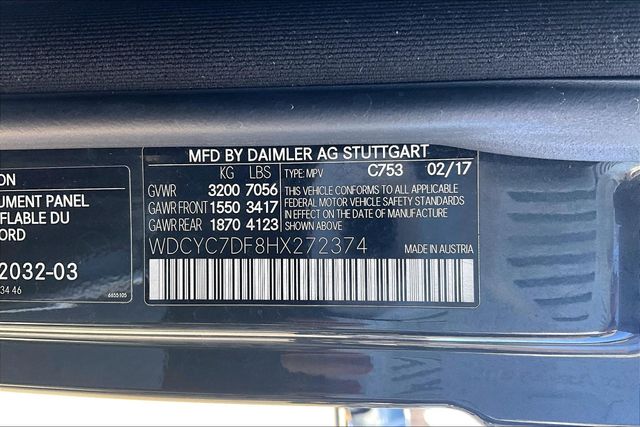 MFD BY DAIMLER AG STUTTGART
KG LBS TYPE: MPV C753 02/17
GVWR 3200 7056 THIS VEHICLE CONFORMS TO ALL APPLICABLE
GAWR FRONT 1550 3417 FEDERAL MOTOR VEHICLE SAFETY STANDARDS
IN EFFECT ON THE DATE OF MANUFACTURE
GAWR REAR 1870 4123 SHOWN ABOVE
WDCYC7DF8HX272374 MADE IN AUSTRIA
ON
UMENT PANEL
FLABLE DU
ORD
2032-03
34 46
6655105